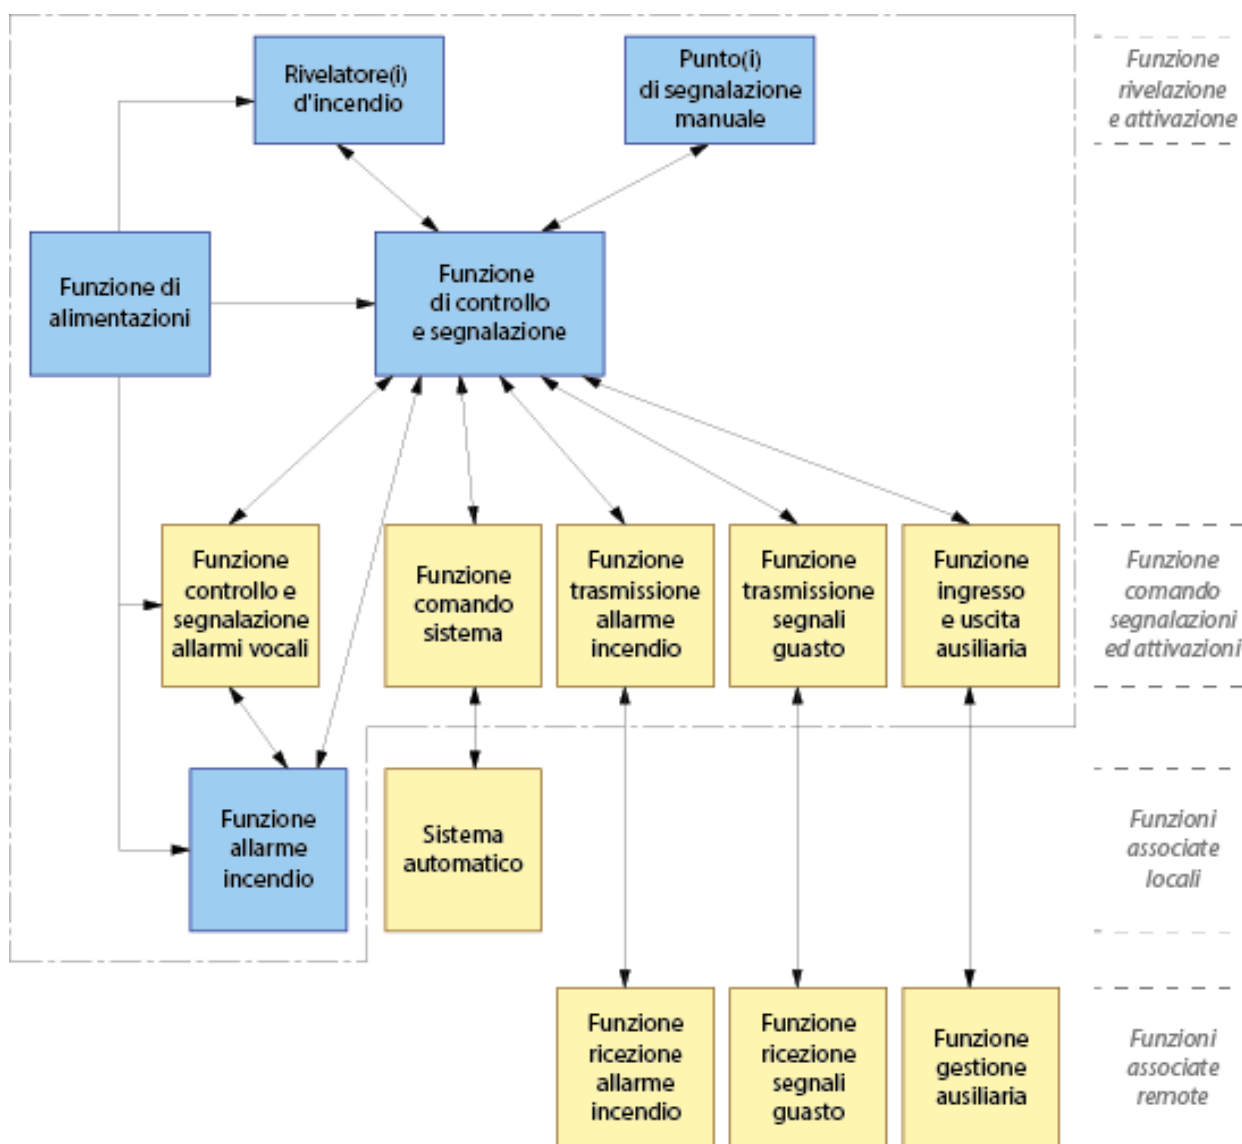 Rivelatore(i)
d'incendio
Punto(i)
di segnalazione
manuale
Funzione
rivelazione
e attivazione
Funzione di
alimentazioni
Funzione
di controllo
e segnalazione
Funzione
controllo e
segnalazione
allarmi vocali
Funzione
comando
sistema
Funzione
trasmissione
allarme
incendio
Funzione
trasmissione
segnali
guasto
Funzione
ingresso
e uscita
ausiliaria
Funzione
comando
segnalazioni
ed attivazioni
Funzione
allarme
incendio
Sistema
automatico
Funzioni
associate
locali
Funzione
ricezione
allarme
incendio
Funzione
ricezione
segnali
guasto
Funzione
gestione
ausiliaria
Funzioni
associate
remote